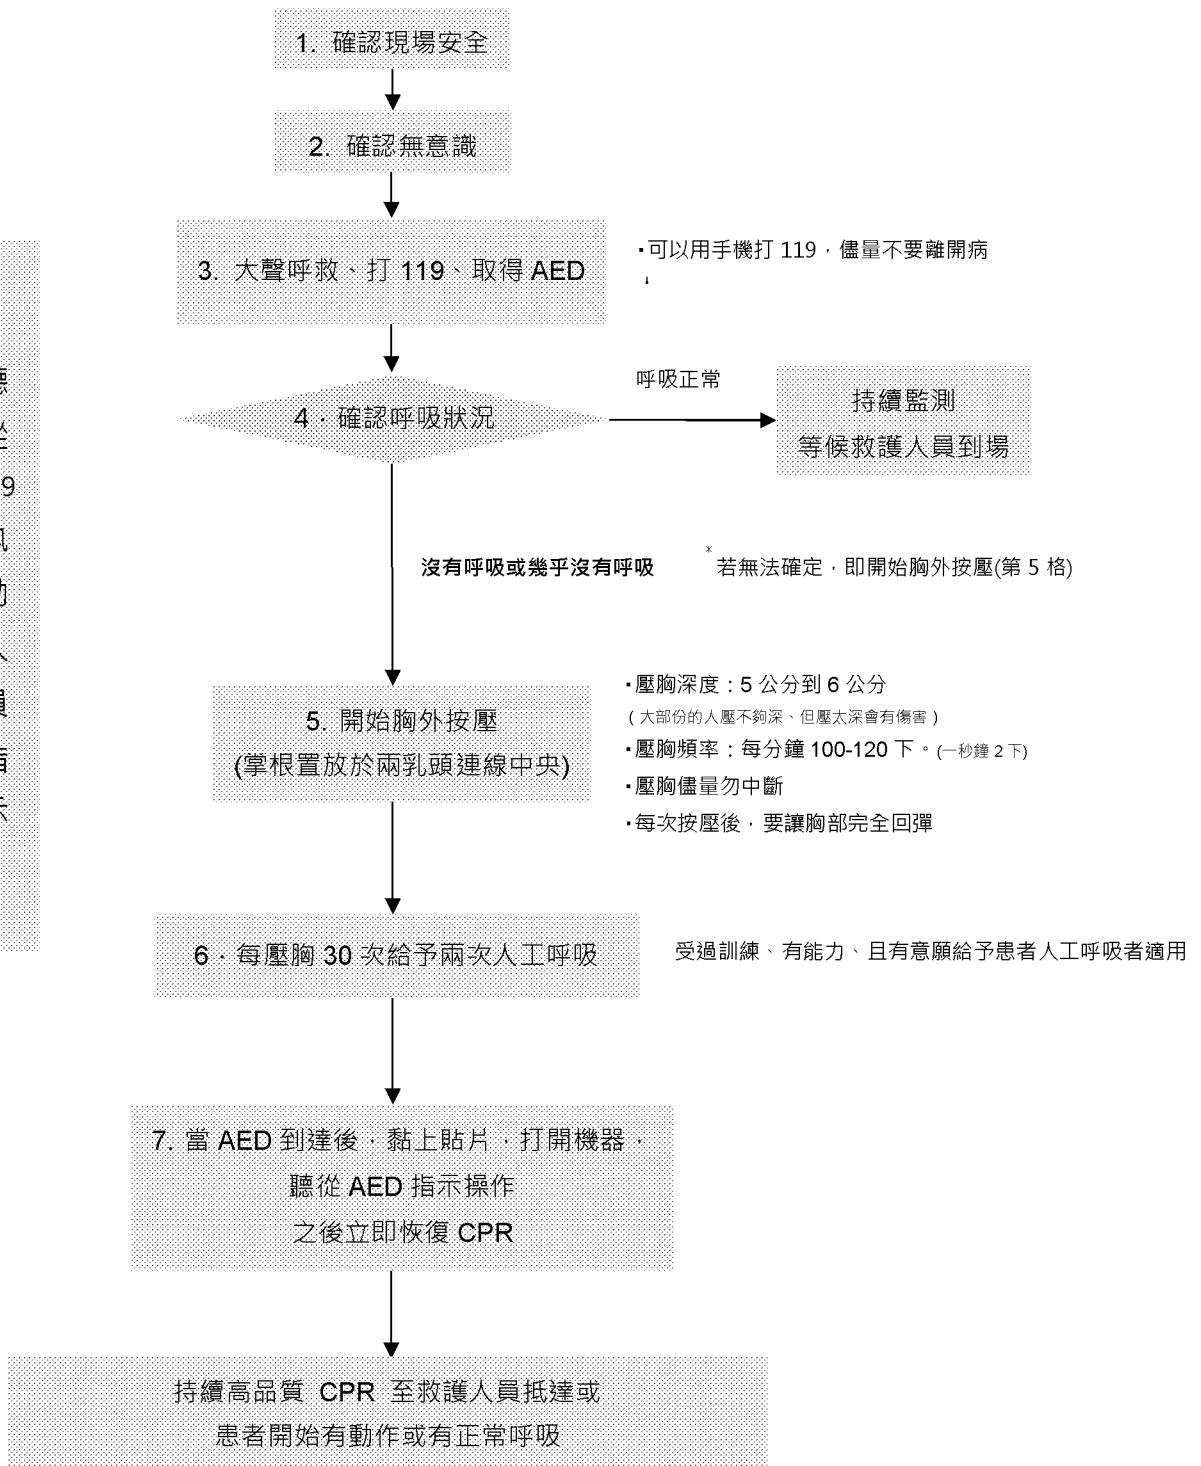 1. 確認現場安全
2. 確認無意識
3. 大聲呼救、打 119、取得 AED
▪可以用手機打 119，儘量不要離開病
4．確認呼吸狀況
呼吸正常
持續監測
等候救護人員到場
沒有呼吸或幾乎沒有呼吸
*若無法確定，即開始胸外按壓(第 5 格)
5. 開始胸外按壓
(掌根置放於兩乳頭連線中央)
▪壓胸深度：5 公分到 6 公分
（大部份的人壓不夠深、但壓太深會有傷害）
▪壓胸頻率：每分鐘 100-120 下。(一秒鐘 2 下)
▪壓胸儘量勿中斷
▪每次按壓後，要讓胸部完全回彈
6．每壓胸 30 次給予兩次人工呼吸
受過訓練、有能力、且有意願給予患者人工呼吸者適用
7. 當 AED 到達後，黏上貼片，打開機器，
聽從 AED 指示操作
之後立即恢復 CPR
持續高品質 CPR 至救護人員抵達或
患者開始有動作或有正常呼吸